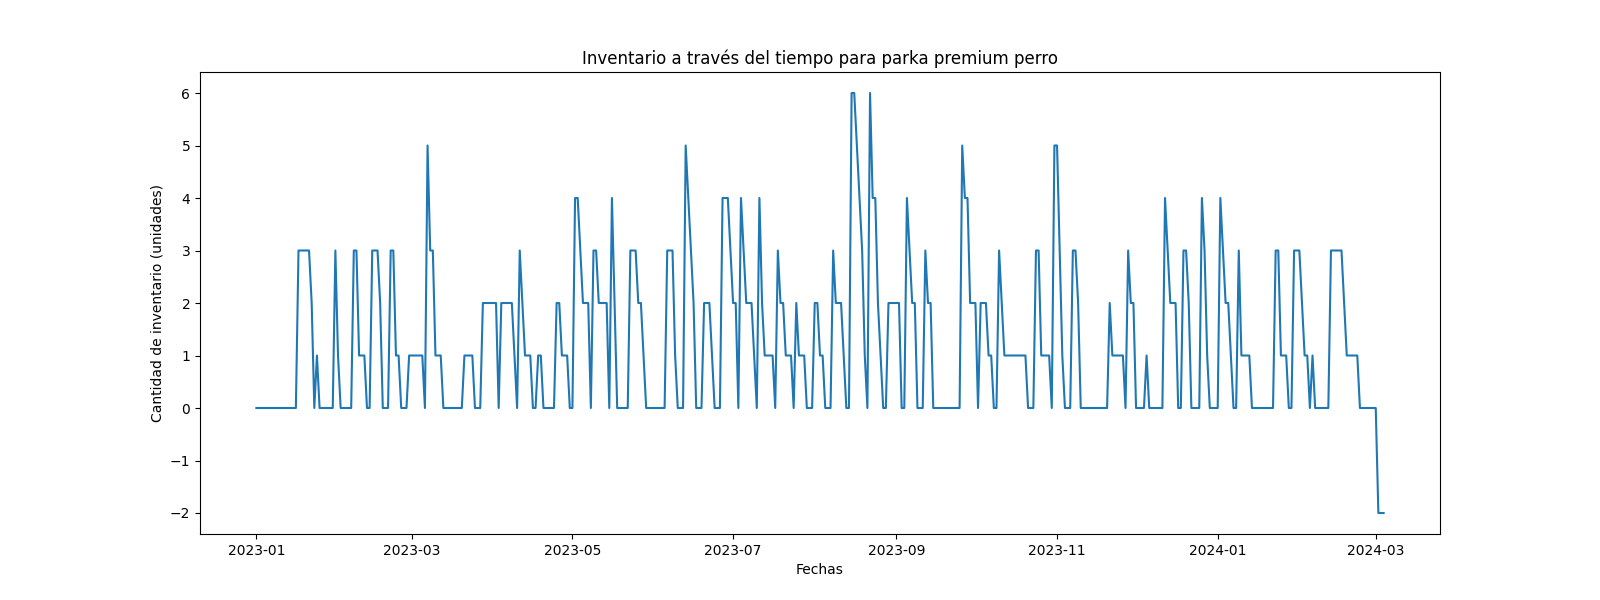 Inventario a través del tiempo para parka premium perro
Cantidad de inventario (unidades)
6
5
4
3
2
1
0
−1
−2
2023-01 2023-03 2023-05 2023-07 2023-09 2023-11 2024-01 2024-03
Fechas